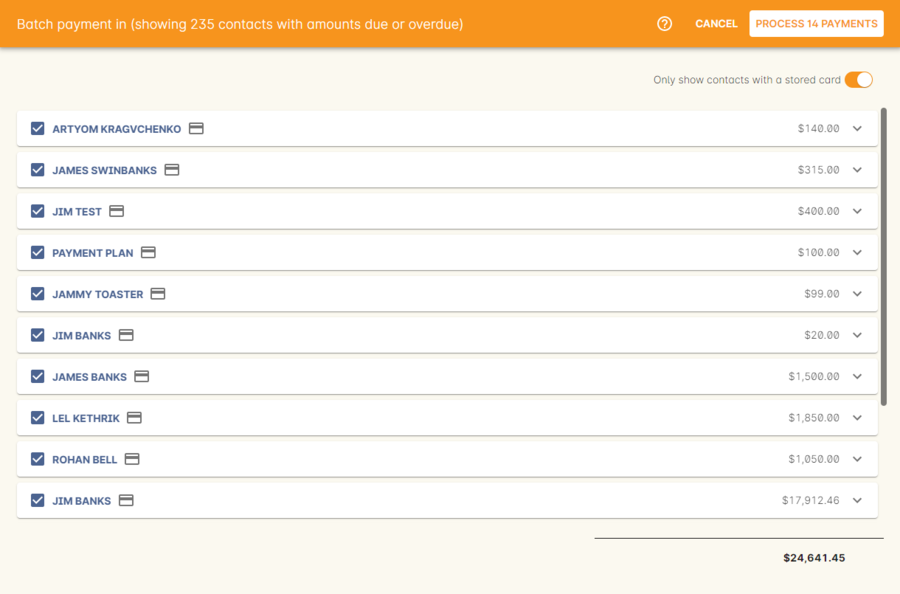 Batch payment in (showing 235 contacts with amounts due or overdue)
CANCEL
PROCESS 14 PAYMENTS
Only show contacts with a stored card
ARTYOM KRAGVCHENKO $140.00
JAMES SWINBANKS $315.00
JIM TEST $400.00
PAYMENT PLAN $100.00
JAMMY TOASTER $99.00
JIM BANKS $20.00
JAMES BANKS $1,500.00
LEL KETHRIK $1,850.00
ROHAN BELL $1,050.00
JIM BANKS $17,912.46
$24,641.45